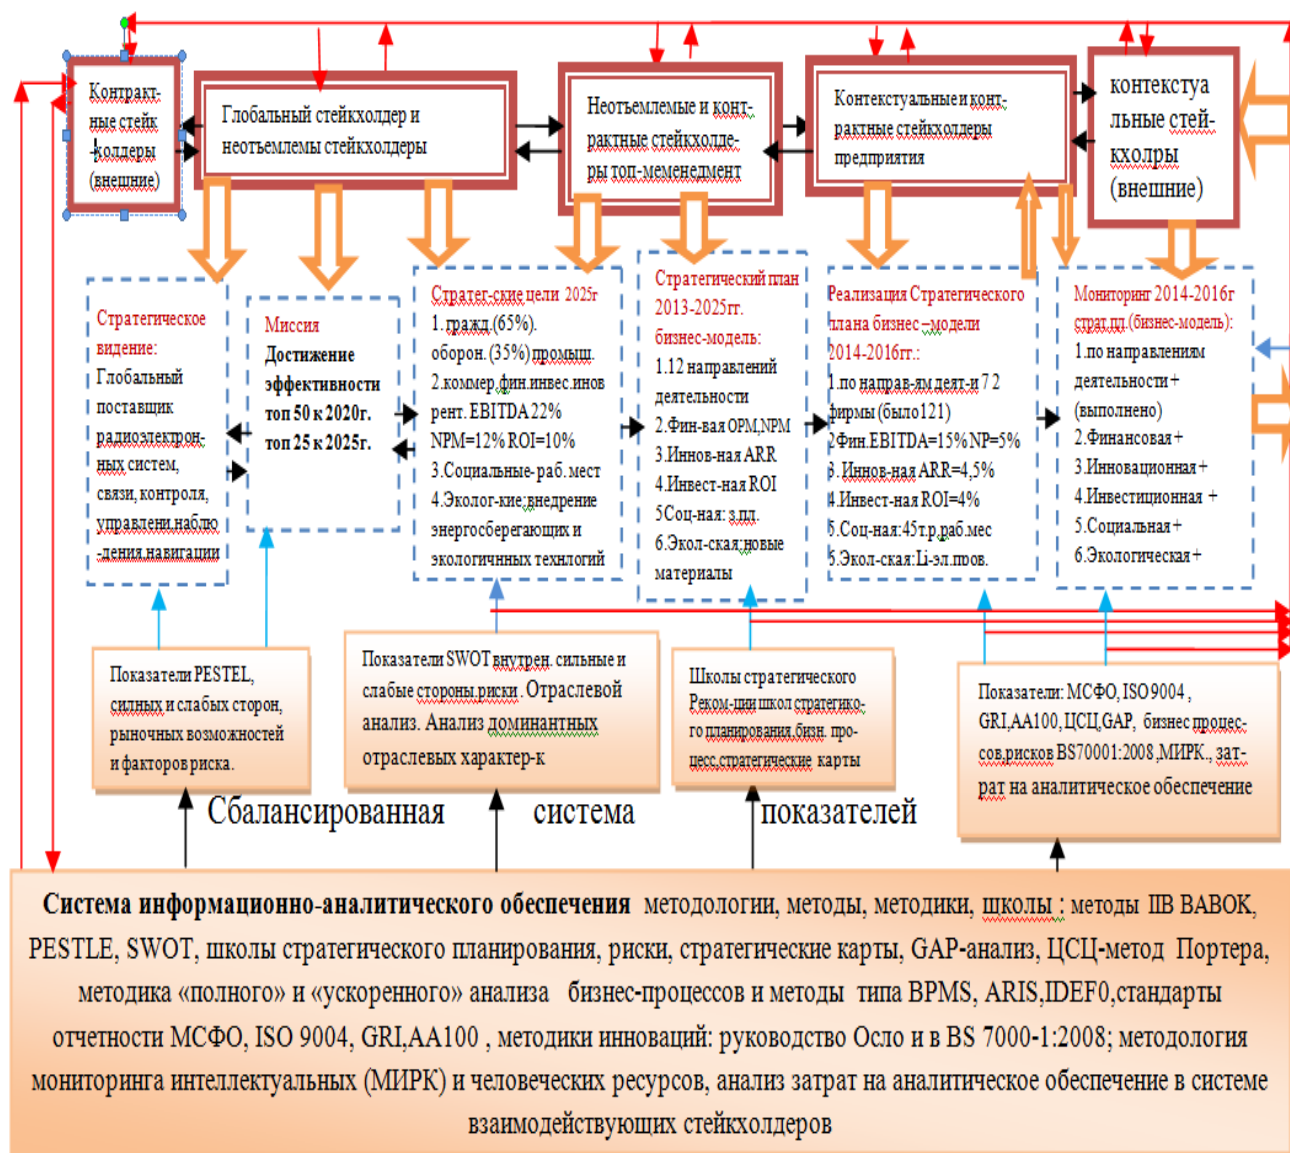 Контракт-
ные стейк
-холдеры
(внешние)
Глобальный стейкхолдер и
неотъемлемы стейкхолдеры
Неотъемлемые и конт-
рактные стейкхолде-
ры топ-меменедмент
Контекстуальные и конт-
рактные стейкхолдеры
предприятия
контекстуа
льные стей-
кхолры
(внешние)
Стратегическое
видение:
Глобальный
поставщик
радиоэлектрон-
ных систем,
связи, контроля,
управлени,наблю
-дения,навигации
Миссия
Достижение
эффективности
топ 50 к 2020г.
топ 25 к 2025г.
Стратег-ские цели 2025г
1. гражд.(65%).
оборон. (35%) промыш.
2.коммер,фин.инвес.инов
рент. EBITDA 22%
NPM=12% ROI=10%
3.Социальные- раб. мест
4.Эколог-кие:внедрение
энергосберегающих и
экологичнных технлогий
Стратегический план
2013-2025гг.
бизнес-модель:
1.12 направлений
деятельности
2.Фин-вая OPM,NPM
3.Иннов-ная ARR
4.Инвест-ная ROI
5Соц-ная: з.пл.
6.Экол-ская:новые
материалы
Реализация Стратегического
плана бизнес –модели
2014-2016гг.:
1.по направ-ям деят-и 7 2
фирмы (было121)
2Фин.EBITDA=15% NP=5%
3. Иннов-ная ARR=4,5%
4.Инвест-ная ROI=4%
5.Соц-ная:45т.р,раб.мес
6.Экол-ская:Li-эл.пров.
Мониторинг 2014-2016г
страт.пл.(бизнес-модель):
1.по направлениям
деятельности +
(выполнено)
2.Финансовая +
3.Инновационная +
4.Инвестиционная +
5.Социальная +
6.Экологическая +
Показатели PESTEL,
силных и слабых сторон,
рыночных возможностей
и факторов риска.
Показатели SWOT внутрен. сильные и
слабые стороны,риски . Отраслевой
анализ. Анализ доминантных
отраслевых характер-к
Школы стратегического
Реком-ции школ стратегико-
го планирования,бизн. про-
цесс,стратегические карты
Показатели: МСФО, ISO 9004 ,
GRI,AA100, ЦСЦ,GAP, бизнес процес-
сов,рисков BS70001:2008 ,МИРК., зат-
рат на аналитическое обеспечение
Сбалансированная система показателей
Система информационно-аналитического обеспечения методологии, методы, методики, школы : методы IIB BABOK,
PESTLE, SWOT, школы стратегического планирования, риски, стратегические карты, GAP-анализ, ЦСЦ-метод Портера,
методика «полного» и «ускоренного» анализа бизнес-процессов и методы типа BPMS, ARIS,IDEF0,стандарты
отчетности МСФО, ISO 9004, GRI,AA100 , методики инноваций: руководство Осло и в BS 7000-1:2008; методология
мониторинга интеллектуальных (МИРК) и человеческих ресурсов, анализ затрат на аналитическое обеспечение в системе
взаимодействующих стейкхолдеров